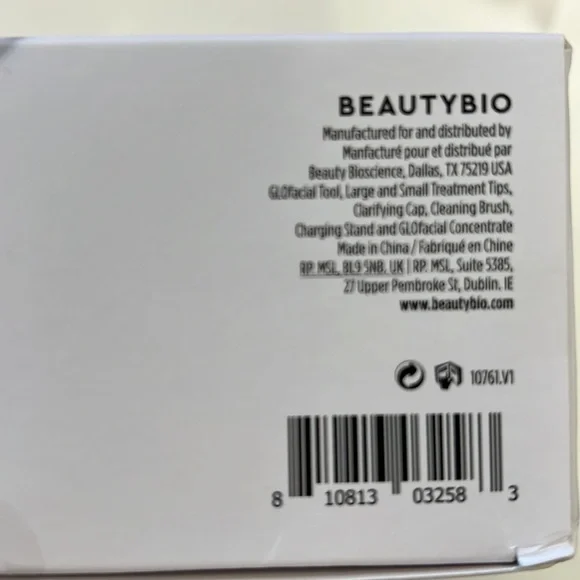 BEAUTYBIO
Manufactured for and distributed by
Manfacturé pour et distribué par
Beauty Bioscience, Dallas, TX 75219 USA
GLOfacial Tool, Large and Small Treatment Tips,
Clarifying Cap, Cleaning Brush,
Charging Stand and GLOfacial Concentrate
Made in China / Fabriqué en Chine
RP: MSL, BL9 5NB. UK | RP: MSL, Suite 5385,
27 Upper Pembroke St, Dublin. IE
www.beautybio.com
10761.V1
8 10813 03258 3